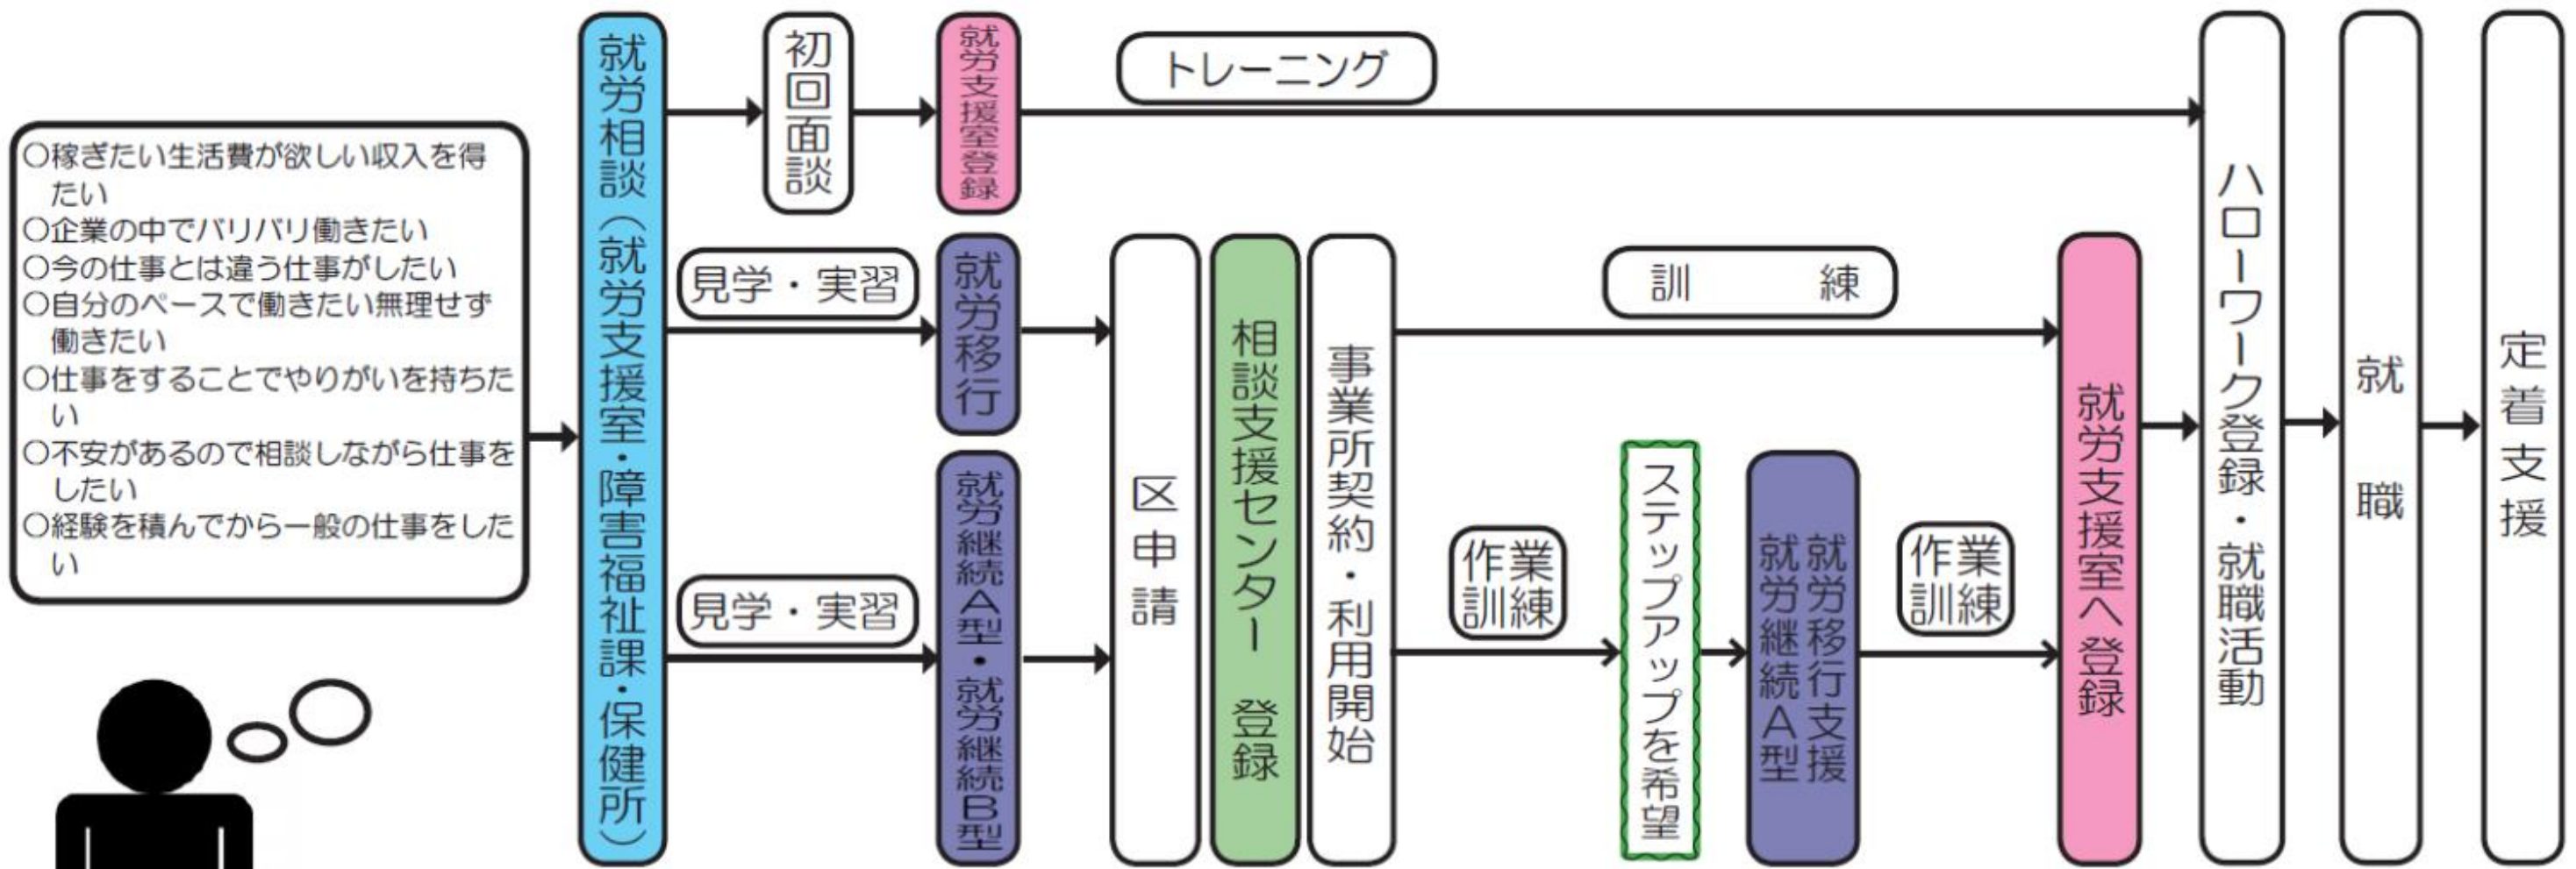 ○稼ぎたい生活費が欲しい収入を得
たい
○企業の中でバリバリ働きたい
○今の仕事とは違う仕事がしたい
○自分のペースで働きたい無理せず
働きたい
○仕事をすることでやりがいを持ちた
い
○不安があるので相談しながら仕事を
したい
○経験を積んでから一般の仕事をした
い
就労相談（就労支援室・障害福祉課・保健所）
初回面談
就労支援室登録
トレーニング
見学・実習
就労移行
見学・実習
就労継続A型・就労継続B型
区申請
相談支援センター 登録
事業所契約・利用開始
訓 練
作業
訓練
ステップアップを希望
就労移行支援
就労継続A型
作業
訓練
就労支援室へ登録
ハローワーク登録・就職活動
就 職
定着支援